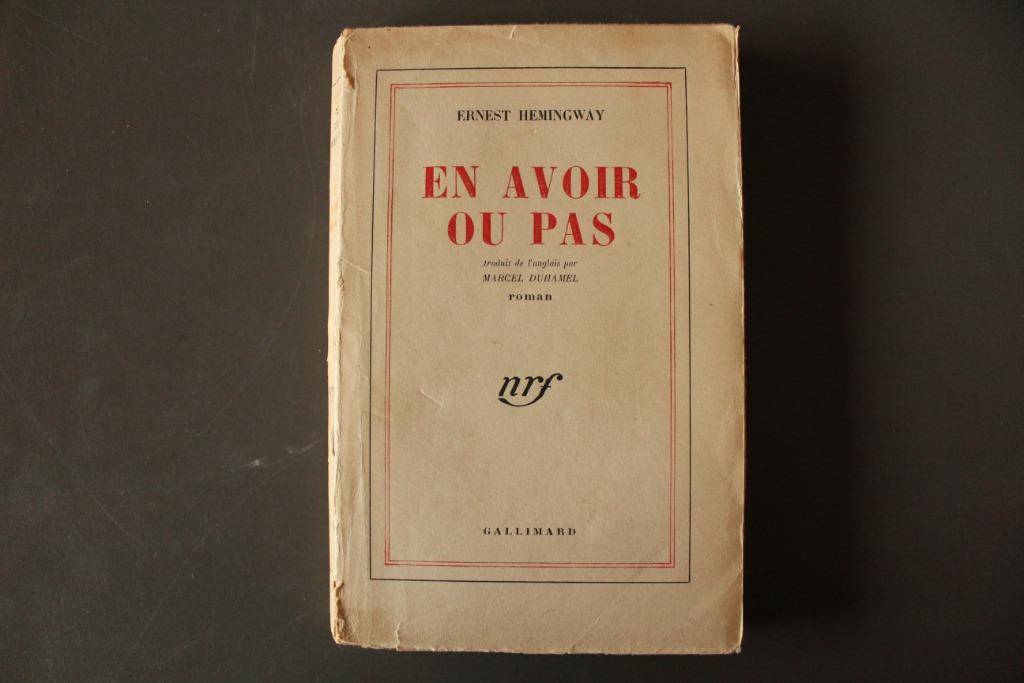 ERNEST HEMINGWAY
EN AVOIR
OU PAS
traduit de l'anglais par
MARCEL DUHAMEL
roman
nrf
GALLIMARD